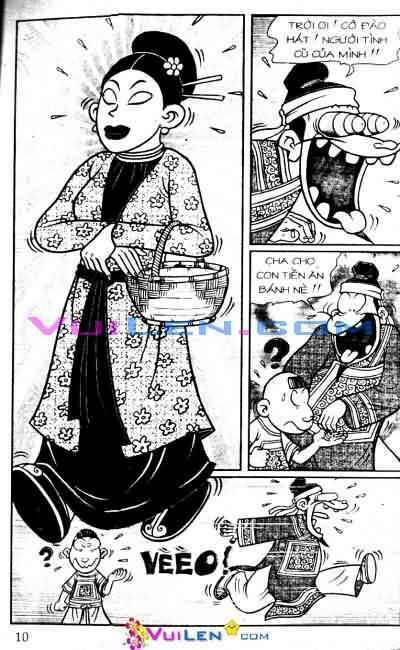 TRỜI ƠI! CÔ ĐÀO
HÁT! NGƯỜI TÌNH
CŨ CỦA MÌNH!!
CHA CHO
CON TIỀN ĂN
BÁNH NÈ!!
VUILEN.COM
?
?
VÈÈO!
10
VUILEN.COM